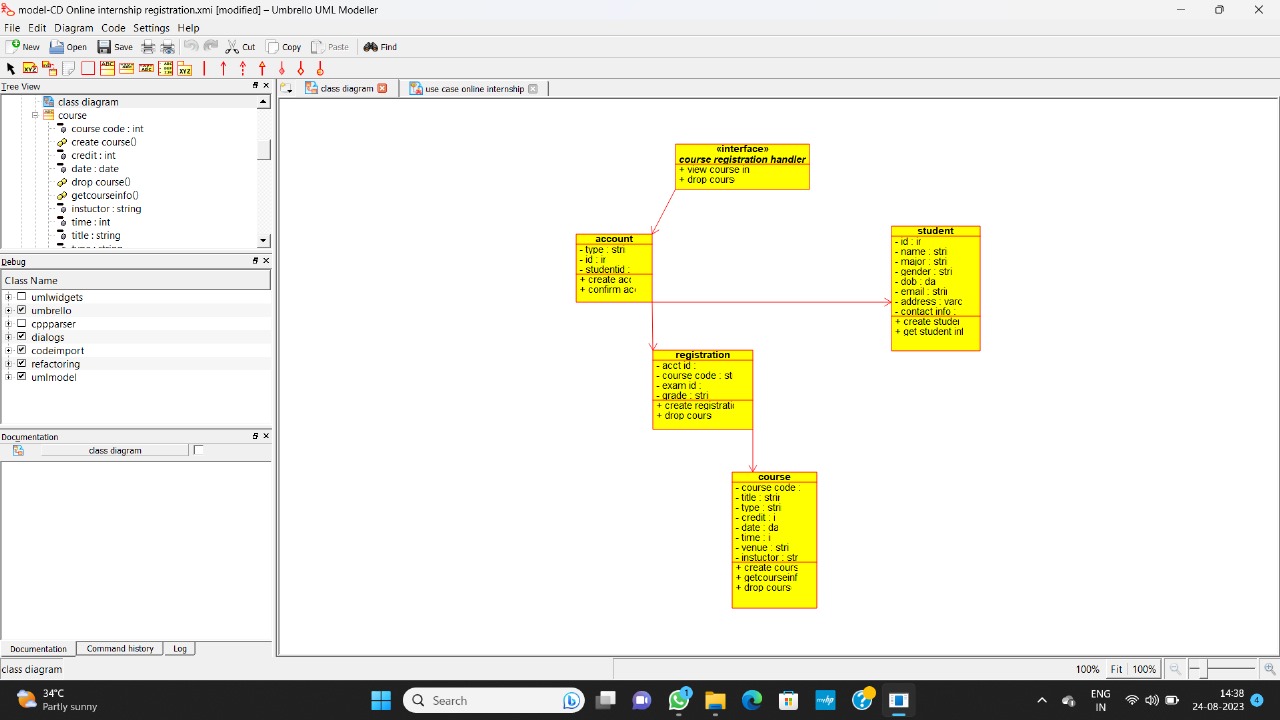 model-CD Online internship registration.xmi [modified] – Umbrello UML Modeller
File Edit Diagram Code Settings Help
New Open Save Cut Copy Paste Find
Tree View
class diagram
course
course code : int
create course()
credit : int
date : date
drop course()
getcourseinfo()
instuctor : string
time : int
title : string
Debug
Class Name
umlwidgets
umbrello
cppparser
dialogs
codeimport
refactoring
umlmodel
Documentation
class diagram
Documentation Command history Log
class diagram
class diagram use case online internship
«interface»
course registration handler
+ view course in
+ drop cours
account
- type : stri
- id : ir
- studentid :
+ create acc
+ confirm acc
student
- id : ir
- name : stri
- major : stri
- gender : stri
- dob : da
- email : stri
- address : varc
- contact info :
+ create studer
+ get student inf
registration
- acct id :
- course code : st
- exam id :
- grade : stri
+ create registratic
+ drop cours
course
- course code :
- title : strir
- type : stri
- credit : i
- date : da
- time : i
- venue : stri
- instuctor : str
+ create cours
+ getcourseinf
+ drop cours
100% Fit 100%
34°C
Partly sunny
Search
1
ENG
IN
14:38
24-08-2023
4